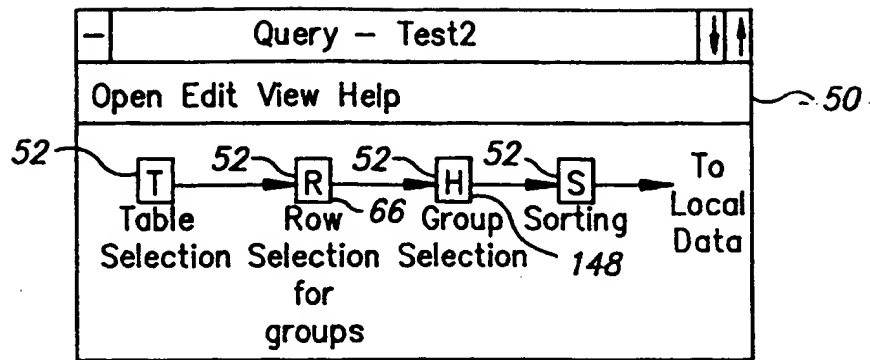 — Query – Test2
Open Edit View Help
50
52 52 52 52
T R H S To Local Data
66
148
Table Selection
Row Selection for groups
Group Selection
Sorting